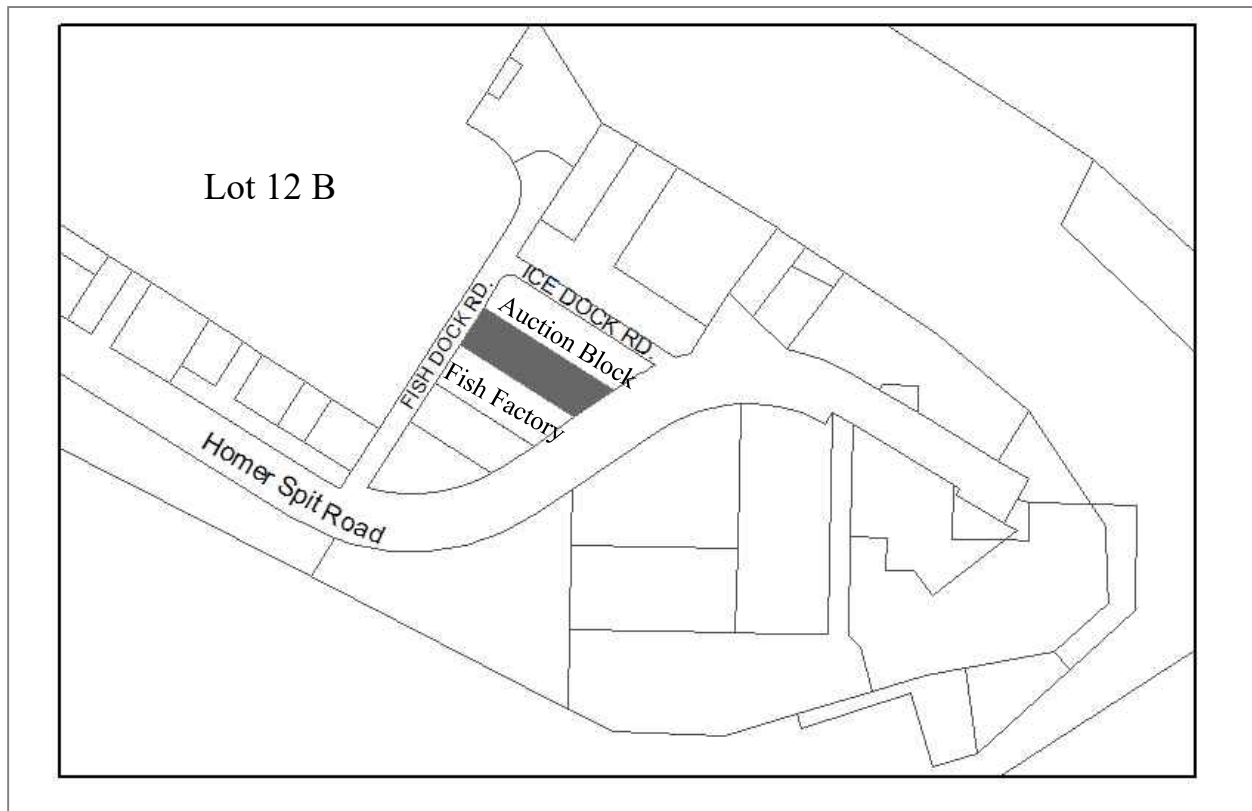 Lot 12 B
ICE DOCK RD.
FISH DOCK RD.
Auction Block
Fish Factory
Homer Spit Road